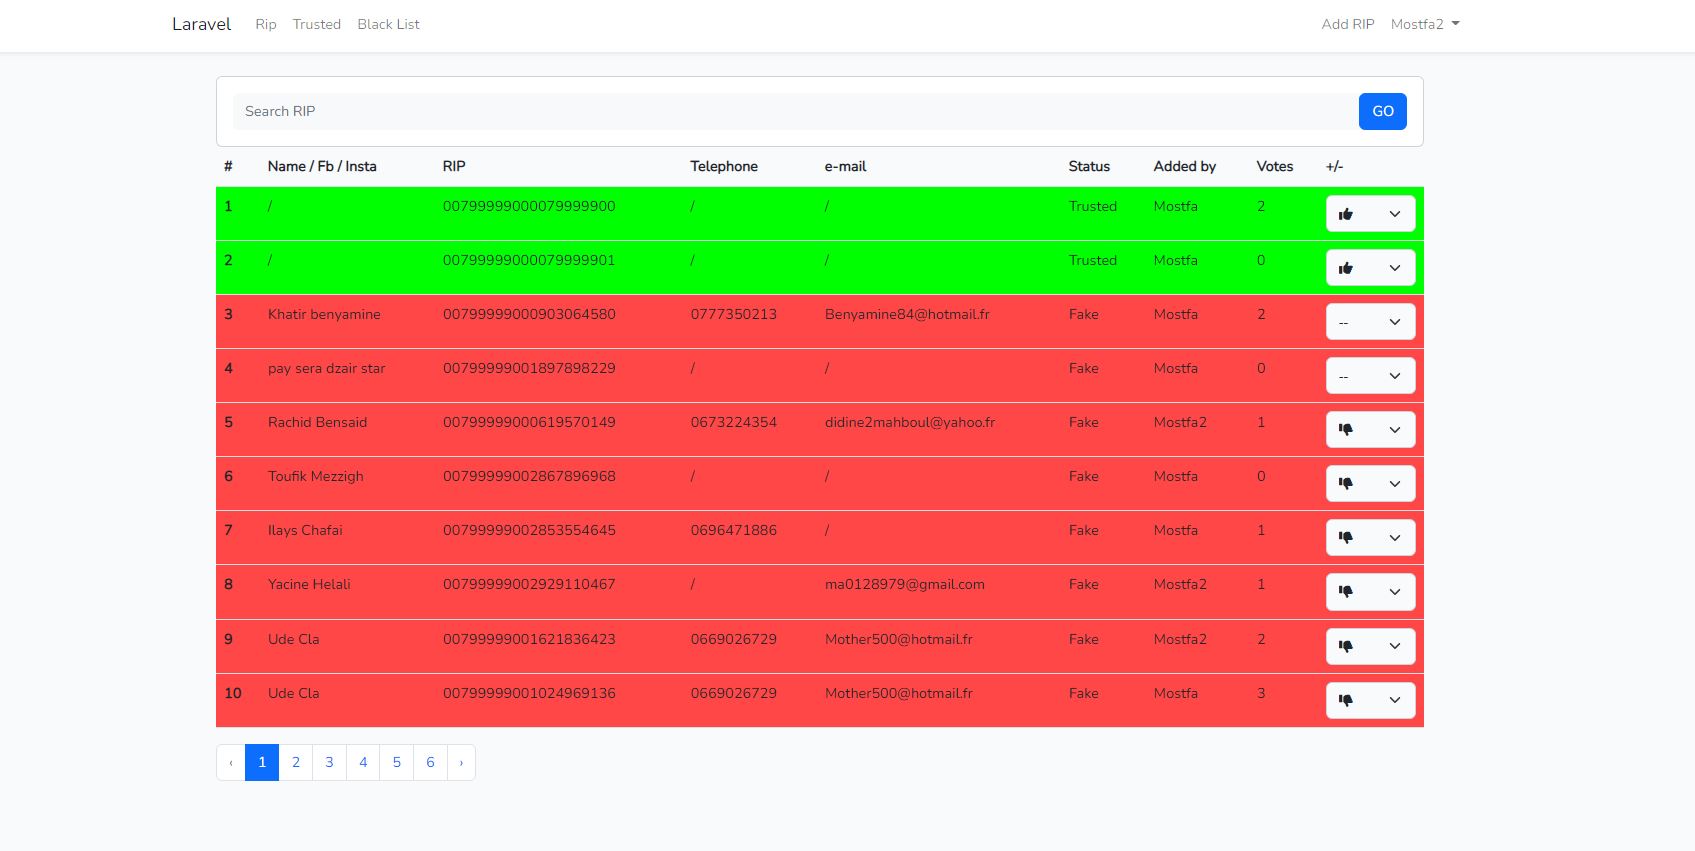 Laravel Rip Trusted Black List Add RIP Mostfa2
Search RIP GO
# Name / Fb / Insta RIP Telephone e-mail Status Added by Votes +/-
1 / 00799999000079999900 / / Trusted Mostfa 2
2 / 00799999000079999901 / / Trusted Mostfa 0
3 Khatir benyamine 00799999000903064580 0777350213 Benyamine84@hotmail.fr Fake Mostfa 2 --
4 pay sera dzair star 00799999001897898229 / / Fake Mostfa 0 --
5 Rachid Bensaid 00799999000619570149 0673224354 didine2mahboul@yahoo.fr Fake Mostfa2 1
6 Toufik Mezzigh 00799999002867896968 / / Fake Mostfa 0
7 Ilays Chafai 00799999002853554645 0696471886 / Fake Mostfa 1
8 Yacine Helali 00799999002929110467 / ma0128979@gmail.com Fake Mostfa2 1
9 Ude Cla 00799999001621836423 0669026729 Mother500@hotmail.fr Fake Mostfa2 2
10 Ude Cla 00799999001024969136 0669026729 Mother500@hotmail.fr Fake Mostfa 3
‹ 1 2 3 4 5 6 ›